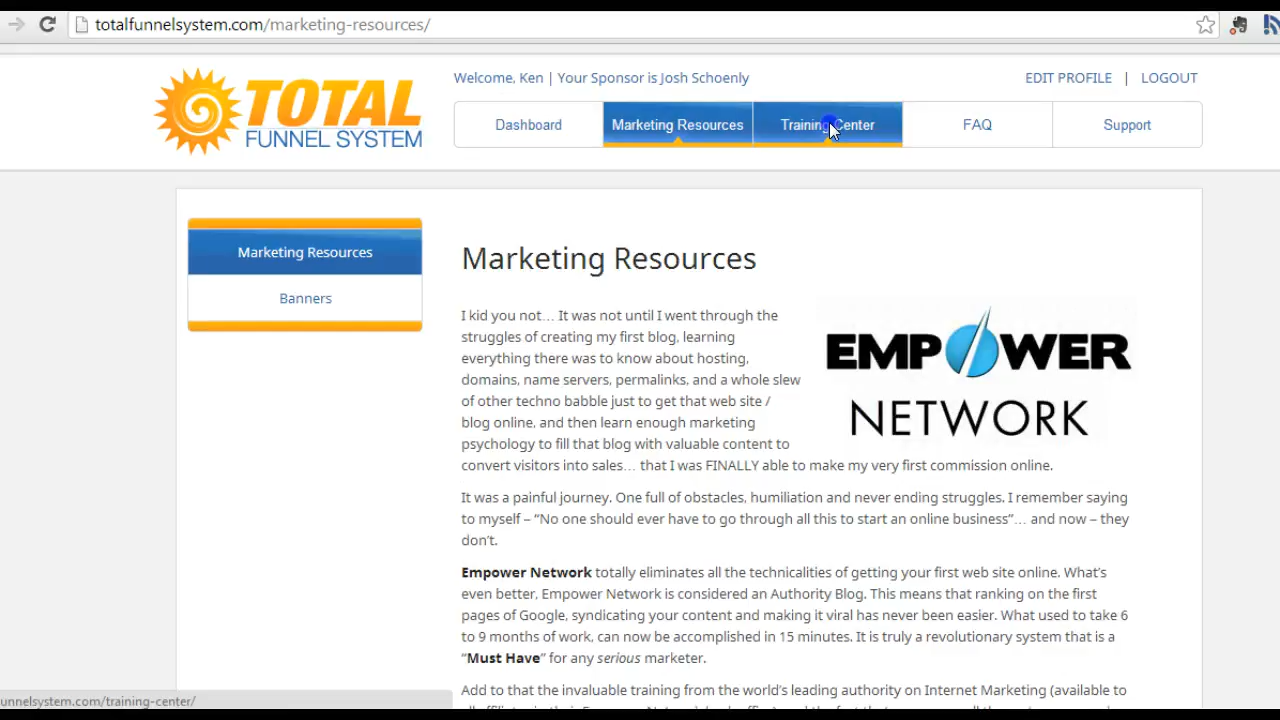 totalfunnelsystem.com/marketing-resources/
TOTAL
FUNNEL SYSTEM
Welcome, Ken | Your Sponsor is Josh Schoenly
EDIT PROFILE | LOGOUT
Dashboard
Marketing Resources
Training Center
FAQ
Support
Marketing Resources
Banners
Marketing Resources
I kid you not… It was not until I went through the
struggles of creating my first blog, learning
everything there was to know about hosting,
domains, name servers, permalinks, and a whole slew
of other techno babble just to get that web site /
blog online, and then learn enough marketing
psychology to fill that blog with valuable content to
convert visitors into sales… that I was FINALLY able to make my very first commission online.
EMPOWER
NETWORK
It was a painful journey. One full of obstacles, humiliation and never ending struggles. I remember saying
to myself – “No one should ever have to go through all this to start an online business”… and now – they
don’t.
Empower Network totally eliminates all the technicalities of getting your first web site online. What’s
even better, Empower Network is considered an Authority Blog. This means that ranking on the first
pages of Google, syndicating your content and making it viral has never been easier. What used to take 6
to 9 months of work, can now be accomplished in 15 minutes. It is truly a revolutionary system that is a
“Must Have” for any serious marketer.
Add to that the invaluable training from the world’s leading authority on Internet Marketing (available to
funnelsystem.com/training-center/